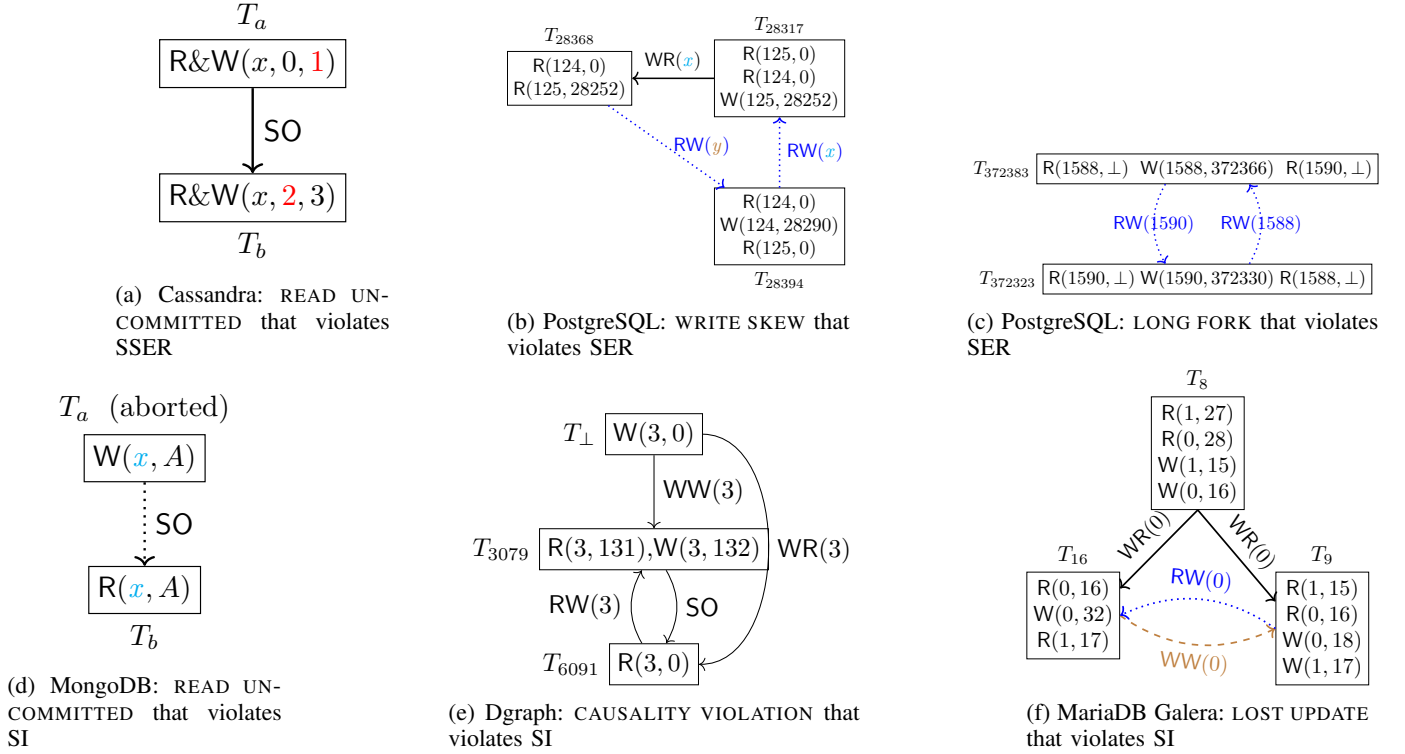 T_a
R&W(x, 0, 1)
SO
R&W(x, 2, 3)
T_b
(a) Cassandra: READ UN-
COMMITTED that violates
SSER
T_28368
R(124, 0)
R(125, 28252)
WR(x)
T_28317
R(125, 0)
R(124, 0)
W(125, 28252)
RW(y)
RW(x)
R(124, 0)
W(124, 28290)
R(125, 0)
T_28394
(b) PostgreSQL: WRITE SKEW that
violates SER
T_372383 R(1588, ⊥) W(1588, 372366) R(1590, ⊥)
RW(1590) RW(1588)
T_372323 R(1590, ⊥) W(1590, 372330) R(1588, ⊥)
(c) PostgreSQL: LONG FORK that violates
SER
T_a (aborted)
W(x, A)
SO
R(x, A)
T_b
(d) MongoDB: READ UN-
COMMITTED that violates
SI
T_⊥ W(3, 0)
WW(3)
T_3079 R(3, 131),W(3, 132) WR(3)
RW(3) SO
T_6091 R(3, 0)
(e) Dgraph: CAUSALITY VIOLATION that
violates SI
T_8
R(1, 27)
R(0, 28)
W(1, 15)
W(0, 16)
WR(0) WR(0)
T_16
R(0, 16)
W(0, 32)
R(1, 17)
RW(0)
WW(0)
T_9
R(1, 15)
R(0, 16)
W(0, 18)
W(1, 17)
(f) MariaDB Galera: LOST UPDATE
that violates SI